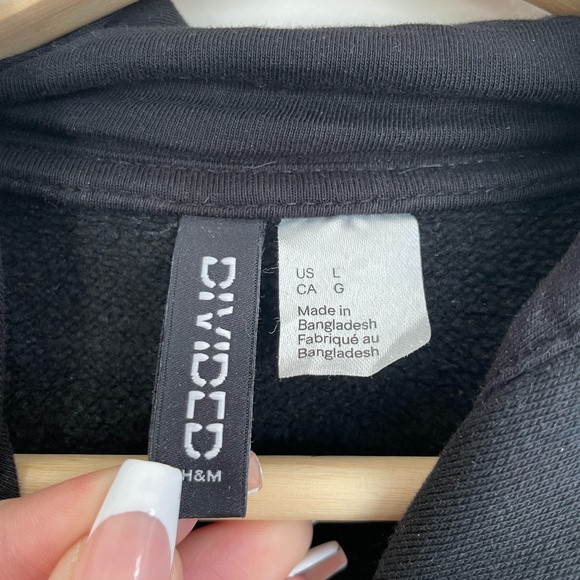 DIVIDED
H&M
US L
CA G
Made in
Bangladesh
Fabriqué au
Bangladesh